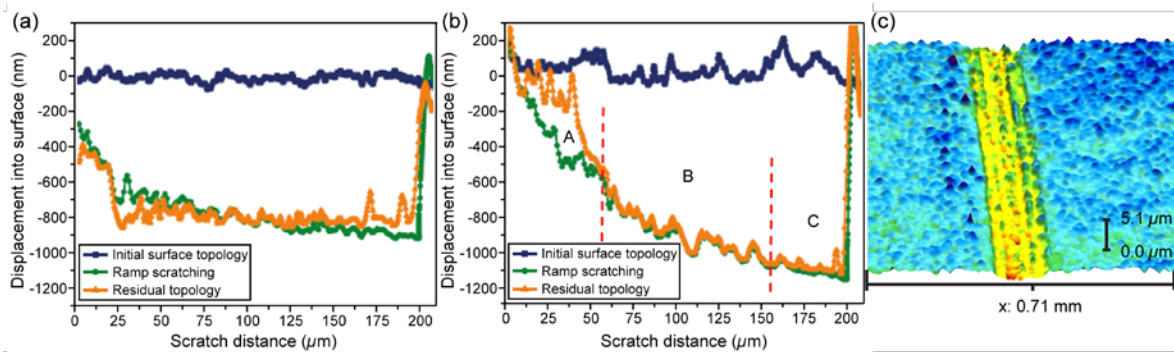 (a)
Displacement into surface (nm)
200
0
-200
-400
-600
-800
-1000
-1200
Initial surface topology
Ramp scratching
Residual topology
0 25 50 75 100 125 150 175 200
Scratch distance (µm)
(b)
Displacement into surface (nm)
200
0
-200
-400
-600
-800
-1000
-1200
A
B
C
Initial surface topology
Ramp scratching
Residual topology
0 25 50 75 100 125 150 175 200
Scratch distance (µm)
(c)
5.1 µm
0.0 µm
x: 0.71 mm